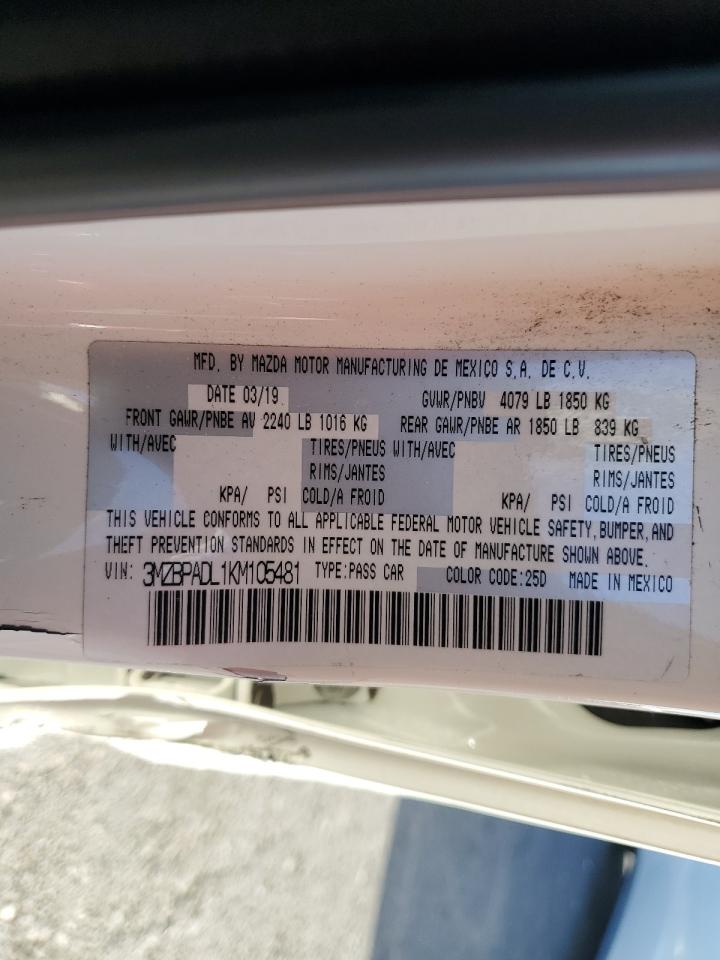 MFD. BY MAZDA MOTOR MANUFACTURING DE MEXICO S.A. DE C.V.
DATE 03/19 GVWR/PNBV 4079 LB 1850 KG
FRONT GAWR/PNBE AV 2240 LB 1016 KG REAR GAWR/PNBE AR 1850 LB 839 KG
WITH/AVEC TIRES/PNEUS WITH/AVEC TIRES/PNEUS
RIMS/JANTES RIMS/JANTES
KPA/ PSI COLD/A FROID KPA/ PSI COLD/A FROID
THIS VEHICLE CONFORMS TO ALL APPLICABLE FEDERAL MOTOR VEHICLE SAFETY, BUMPER, AND
THEFT PREVENTION STANDARDS IN EFFECT ON THE DATE OF MANUFACTURE SHOWN ABOVE.
VIN: 3MZBPADL1KM105481 TYPE:PASS CAR COLOR CODE:25D MADE IN MEXICO